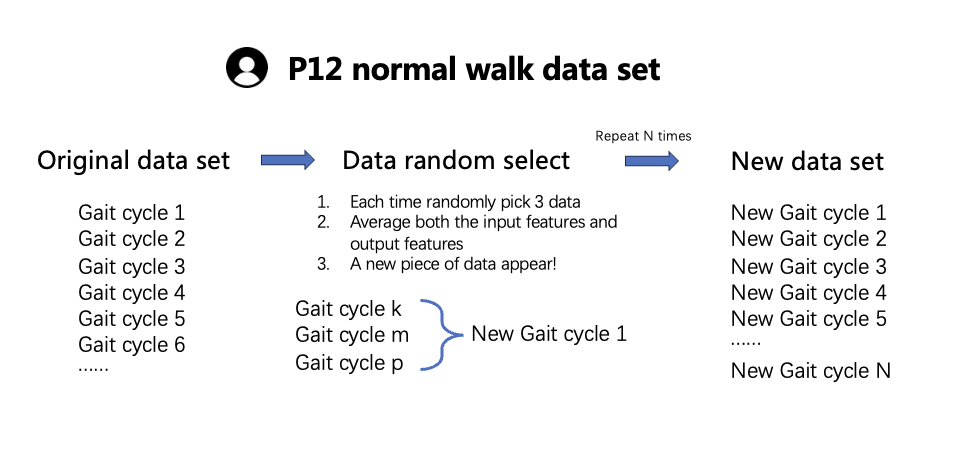 P12 normal walk data set
Original data set
Gait cycle 1
Gait cycle 2
Gait cycle 3
Gait cycle 4
Gait cycle 5
Gait cycle 6
......
Data random select
1. Each time randomly pick 3 data
2. Average both the input features and
output features
3. A new piece of data appear!
Gait cycle k
Gait cycle m
Gait cycle p
New Gait cycle 1
Repeat N times
New data set
New Gait cycle 1
New Gait cycle 2
New Gait cycle 3
New Gait cycle 4
New Gait cycle 5
......
New Gait cycle N